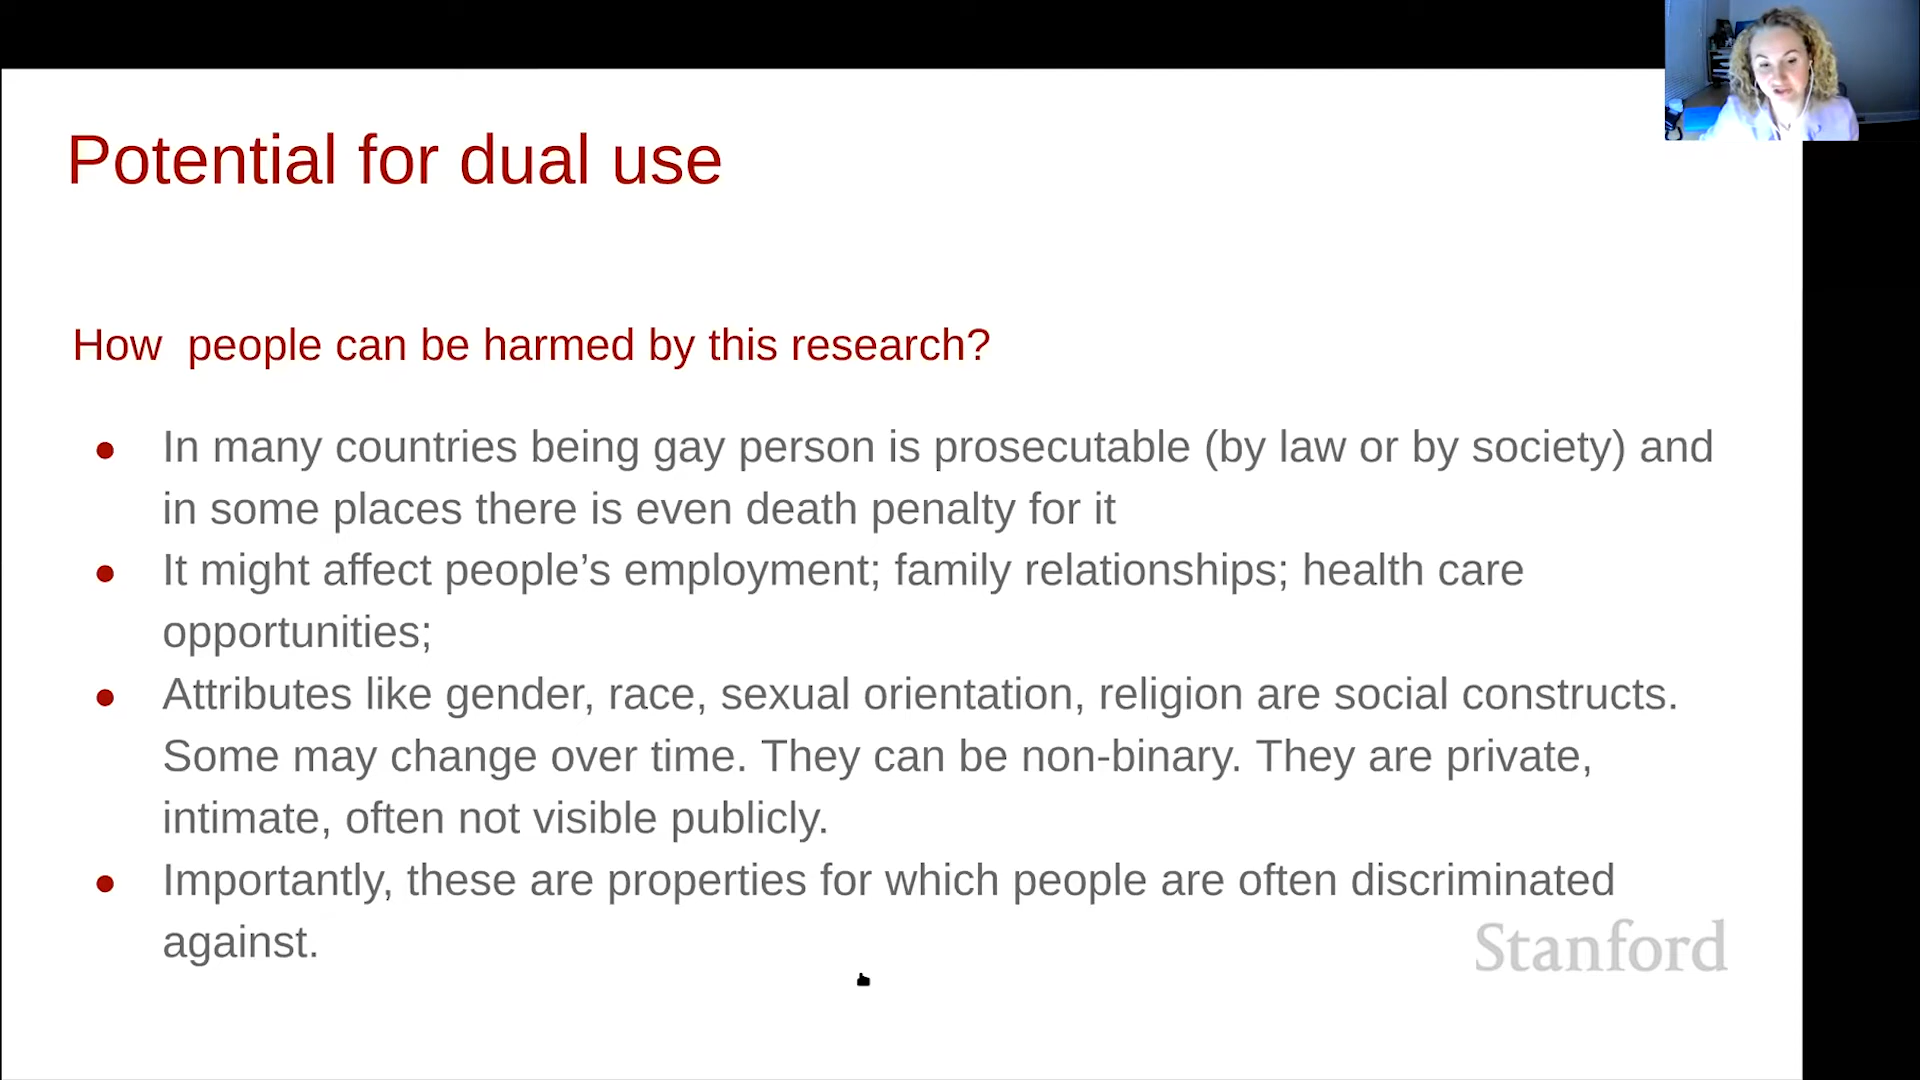 Potential for dual use
How people can be harmed by this research?
● In many countries being gay person is prosecutable (by law or by society) and
in some places there is even death penalty for it
● It might affect people’s employment; family relationships; health care
opportunities;
● Attributes like gender, race, sexual orientation, religion are social constructs.
Some may change over time. They can be non-binary. They are private,
intimate, often not visible publicly.
● Importantly, these are properties for which people are often discriminated
against.
Stanford